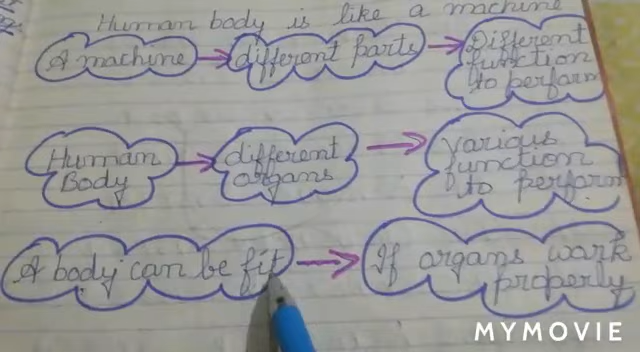 Human body is like a machine
A machine
different parts
Different
function
to perform
Human
Body
different
organs
various
function
to perform
A body can be fit
If organs work
properly
MYMOVIE